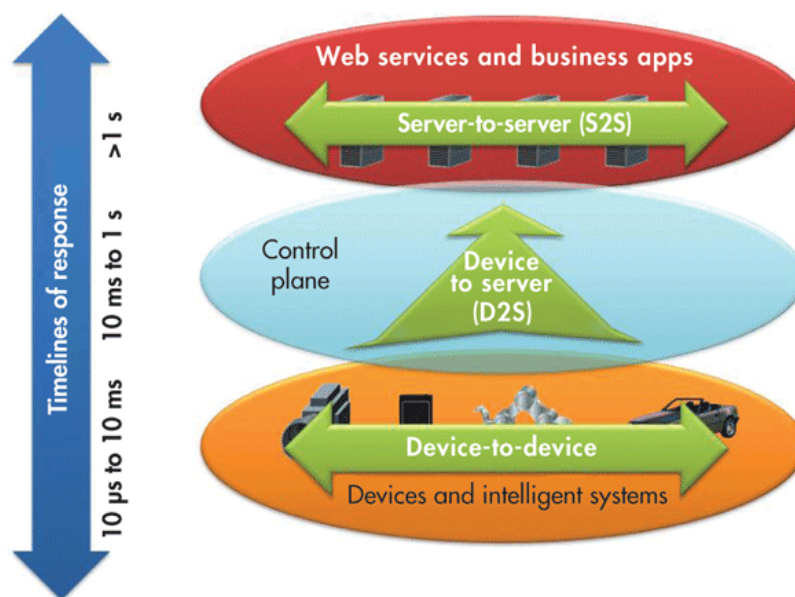 Timelines of response
>1 s
10 ms to 1 s
10 µs to 10 ms
Web services and business apps
Server-to-server (S2S)
Control
plane
Device
to server
(D2S)
Device-to-device
Devices and intelligent systems